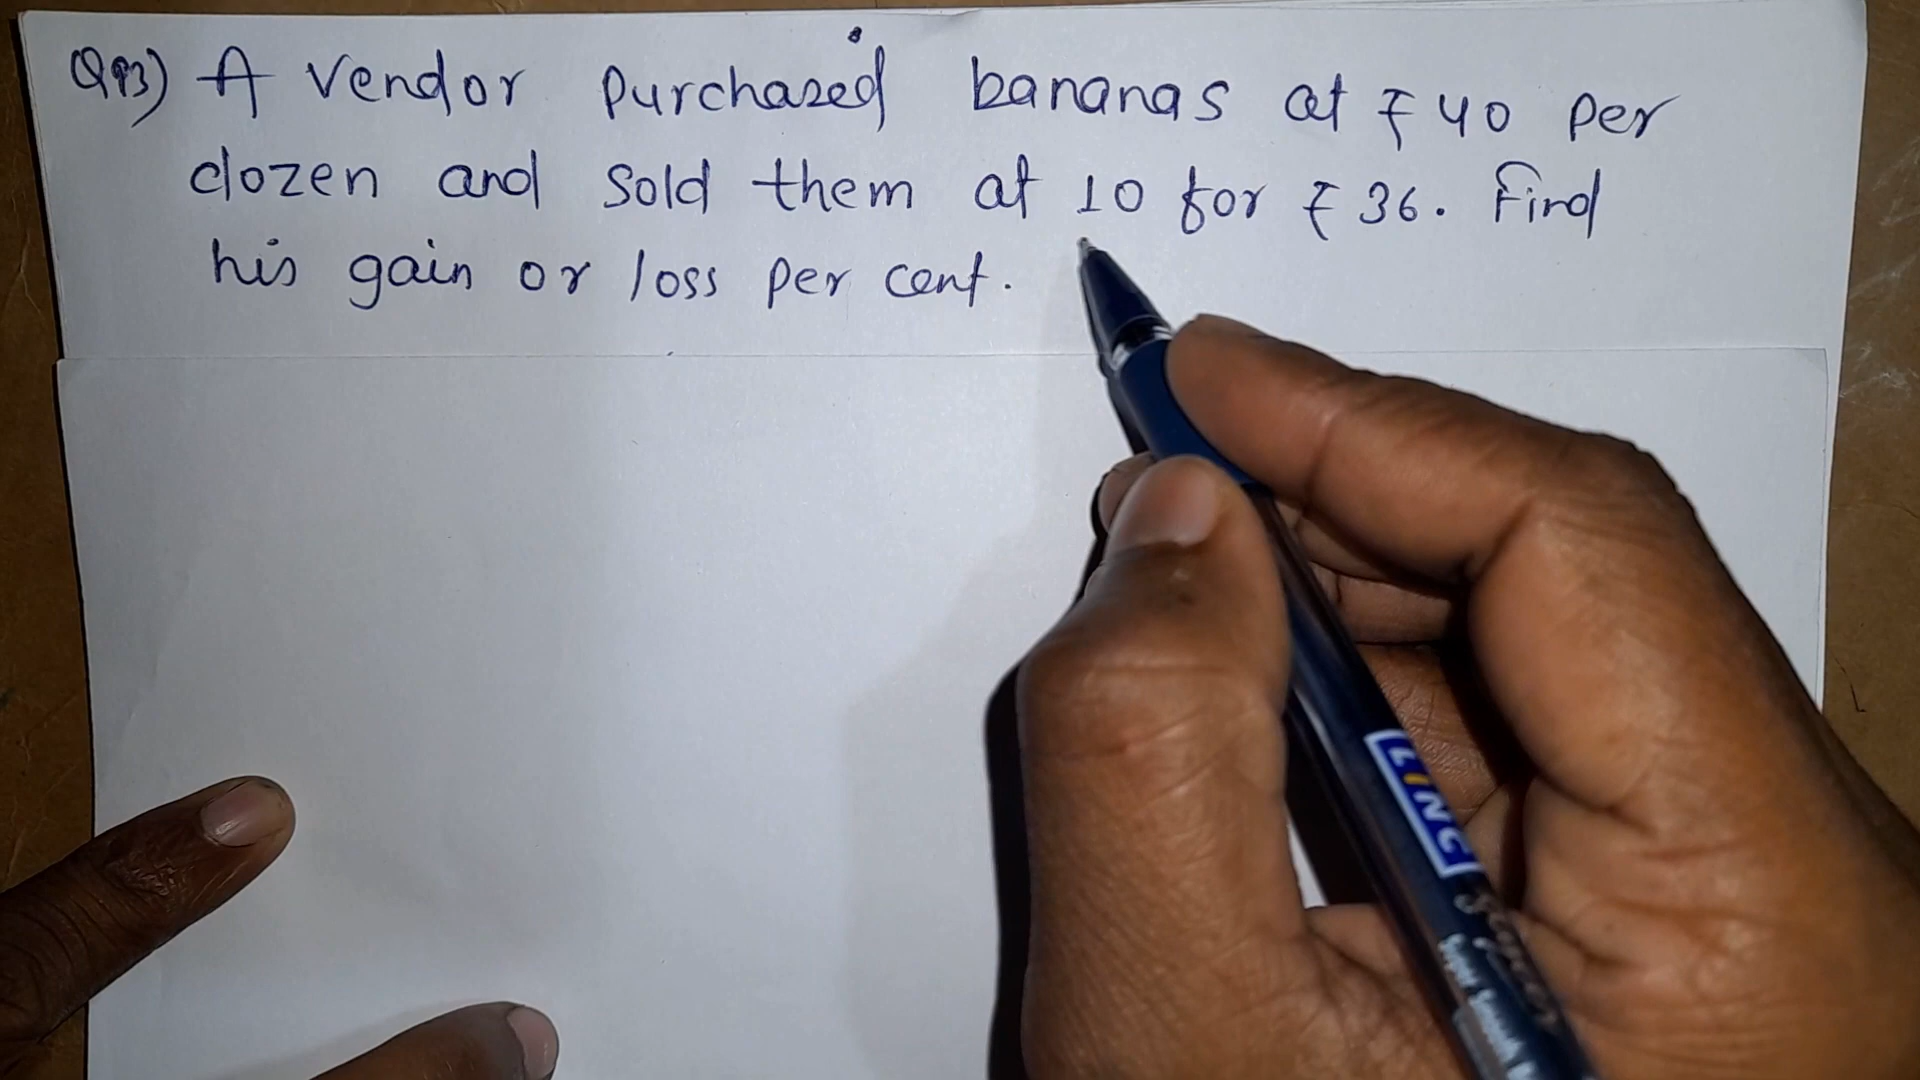 Q93) A vendor purchased bananas at ₹ 40 per
dozen and sold them at 10 for ₹ 36. Find
his gain or loss per cent.
LINC